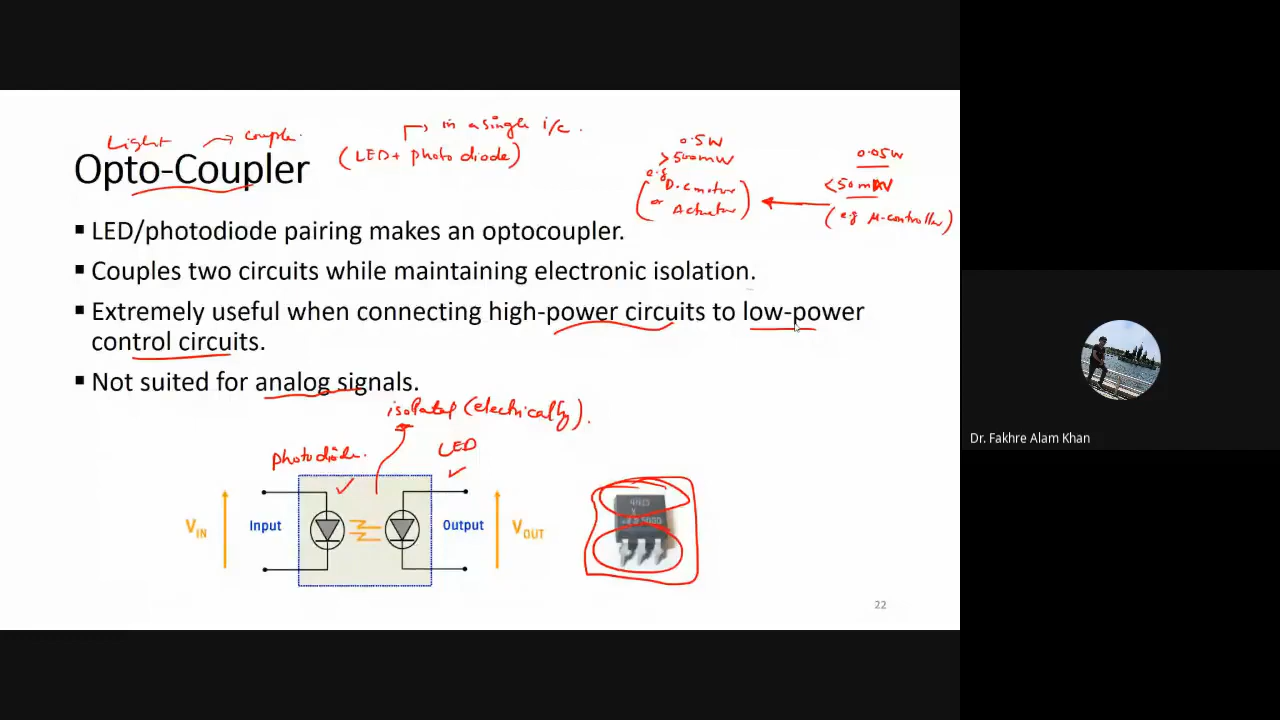 Light → couple.
in a single i/c.
Opto-Coupler
(LED + photo diode)
0.5W
>500mW
e.g
(D.c motor
or Actuator)
0.05W
<50mW
(e.g μ-controller)
LED/photodiode pairing makes an optocoupler.
Couples two circuits while maintaining electronic isolation.
Extremely useful when connecting high-power circuits to low-power
control circuits.
Not suited for analog signals.
isolated (electrically).
photodiode.
LED
VIN
Input
Output
VOUT
22
Dr. Fakhre Alam Khan